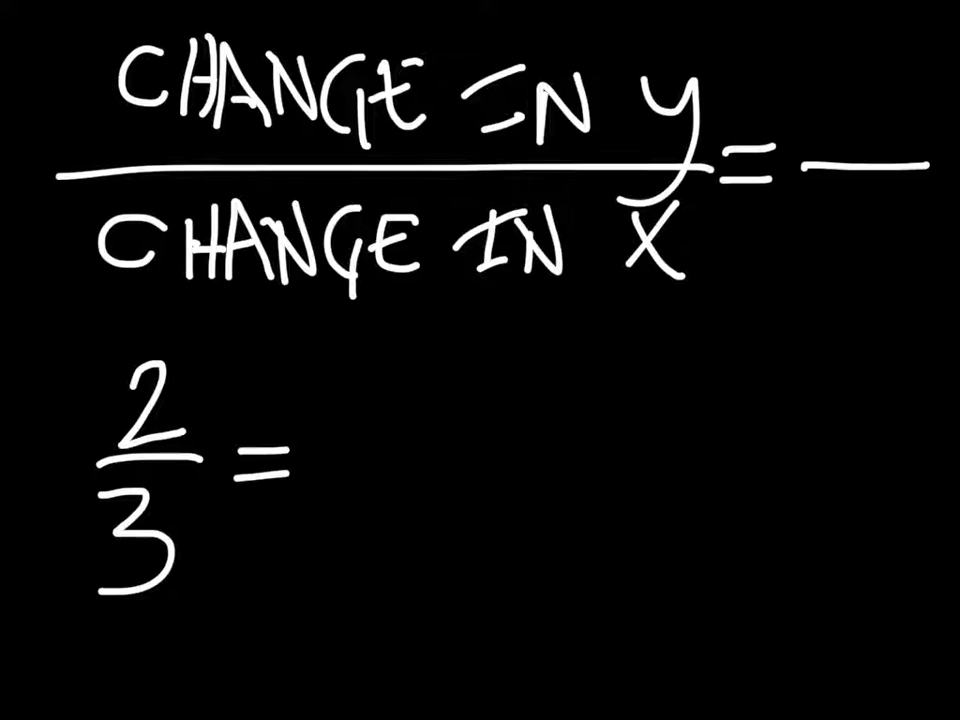 CHANGE IN y
CHANGE IN X
= —
2
3
=